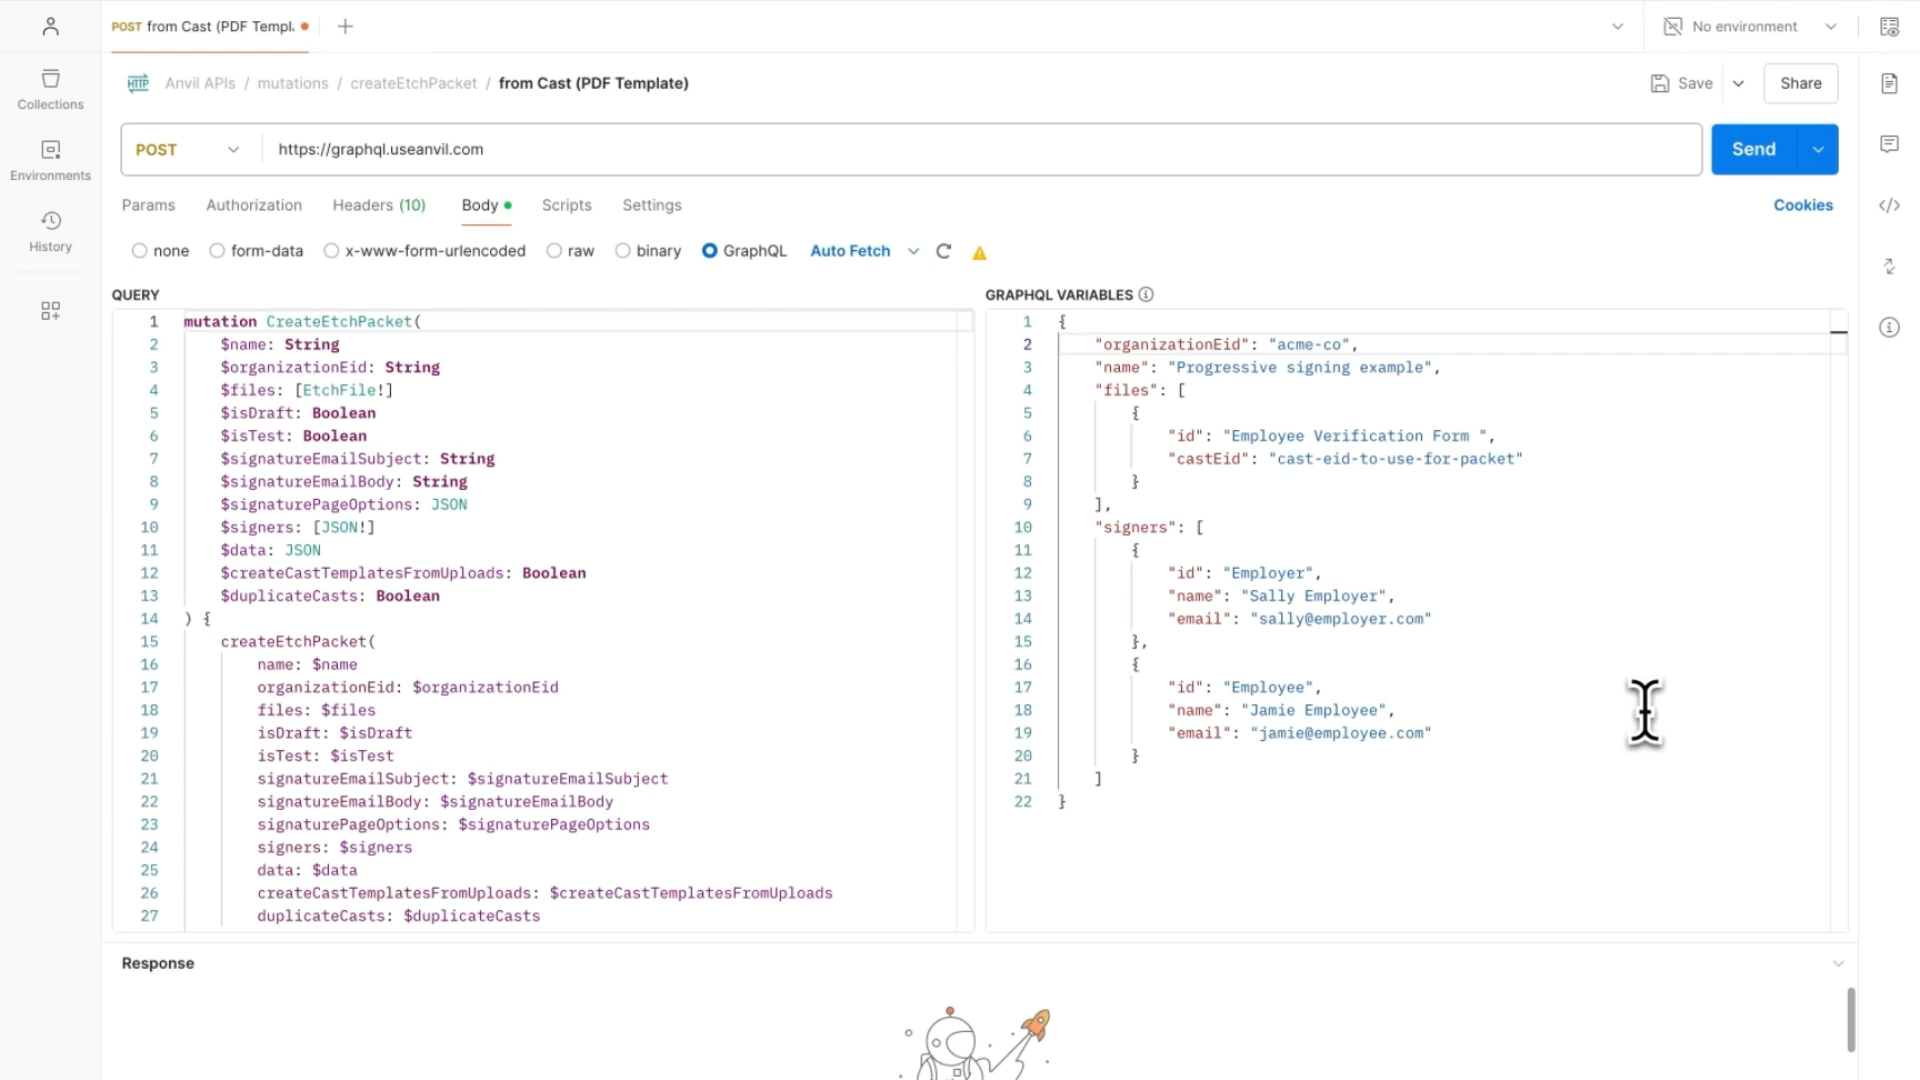 POST from Cast (PDF Templ
No environment
Collections
Environments
History
HTTP Anvil APIs / mutations / createEtchPacket / from Cast (PDF Template)
Save
Share
POST
https://graphql.useanvil.com
Send
Params Authorization Headers (10) Body Scripts Settings
Cookies
none form-data x-www-form-urlencoded raw binary GraphQL Auto Fetch
QUERY
1 mutation CreateEtchPacket(
2 $name: String
3 $organizationEid: String
4 $files: [EtchFile!]
5 $isDraft: Boolean
6 $isTest: Boolean
7 $signatureEmailSubject: String
8 $signatureEmailBody: String
9 $signaturePageOptions: JSON
10 $signers: [JSON!]
11 $data: JSON
12 $createCastTemplatesFromUploads: Boolean
13 $duplicateCasts: Boolean
14 ) {
15 createEtchPacket(
16 name: $name
17 organizationEid: $organizationEid
18 files: $files
19 isDraft: $isDraft
20 isTest: $isTest
21 signatureEmailSubject: $signatureEmailSubject
22 signatureEmailBody: $signatureEmailBody
23 signaturePageOptions: $signaturePageOptions
24 signers: $signers
25 data: $data
26 createCastTemplatesFromUploads: $createCastTemplatesFromUploads
27 duplicateCasts: $duplicateCasts
GRAPHQL VARIABLES
1 {
2 "organizationEid": "acme-co",
3 "name": "Progressive signing example",
4 "files": [
5 {
6 "id": "Employee Verification Form ",
7 "castEid": "cast-eid-to-use-for-packet"
8 }
9 ],
10 "signers": [
11 {
12 "id": "Employer",
13 "name": "Sally Employer",
14 "email": "sally@employer.com"
15 },
16 {
17 "id": "Employee",
18 "name": "Jamie Employee",
19 "email": "jamie@employee.com"
20 }
21 ]
22 }
Response